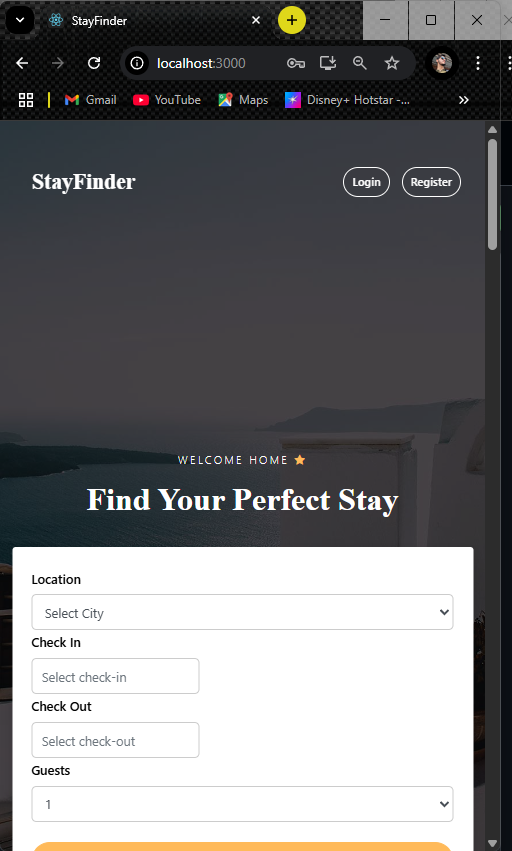 StayFinder
localhost:3000
Gmail YouTube Maps Disney+ Hotstar -...
StayFinder Login Register
WELCOME HOME
Find Your Perfect Stay
Location
Select City
Check In
Select check-in
Check Out
Select check-out
Guests
1